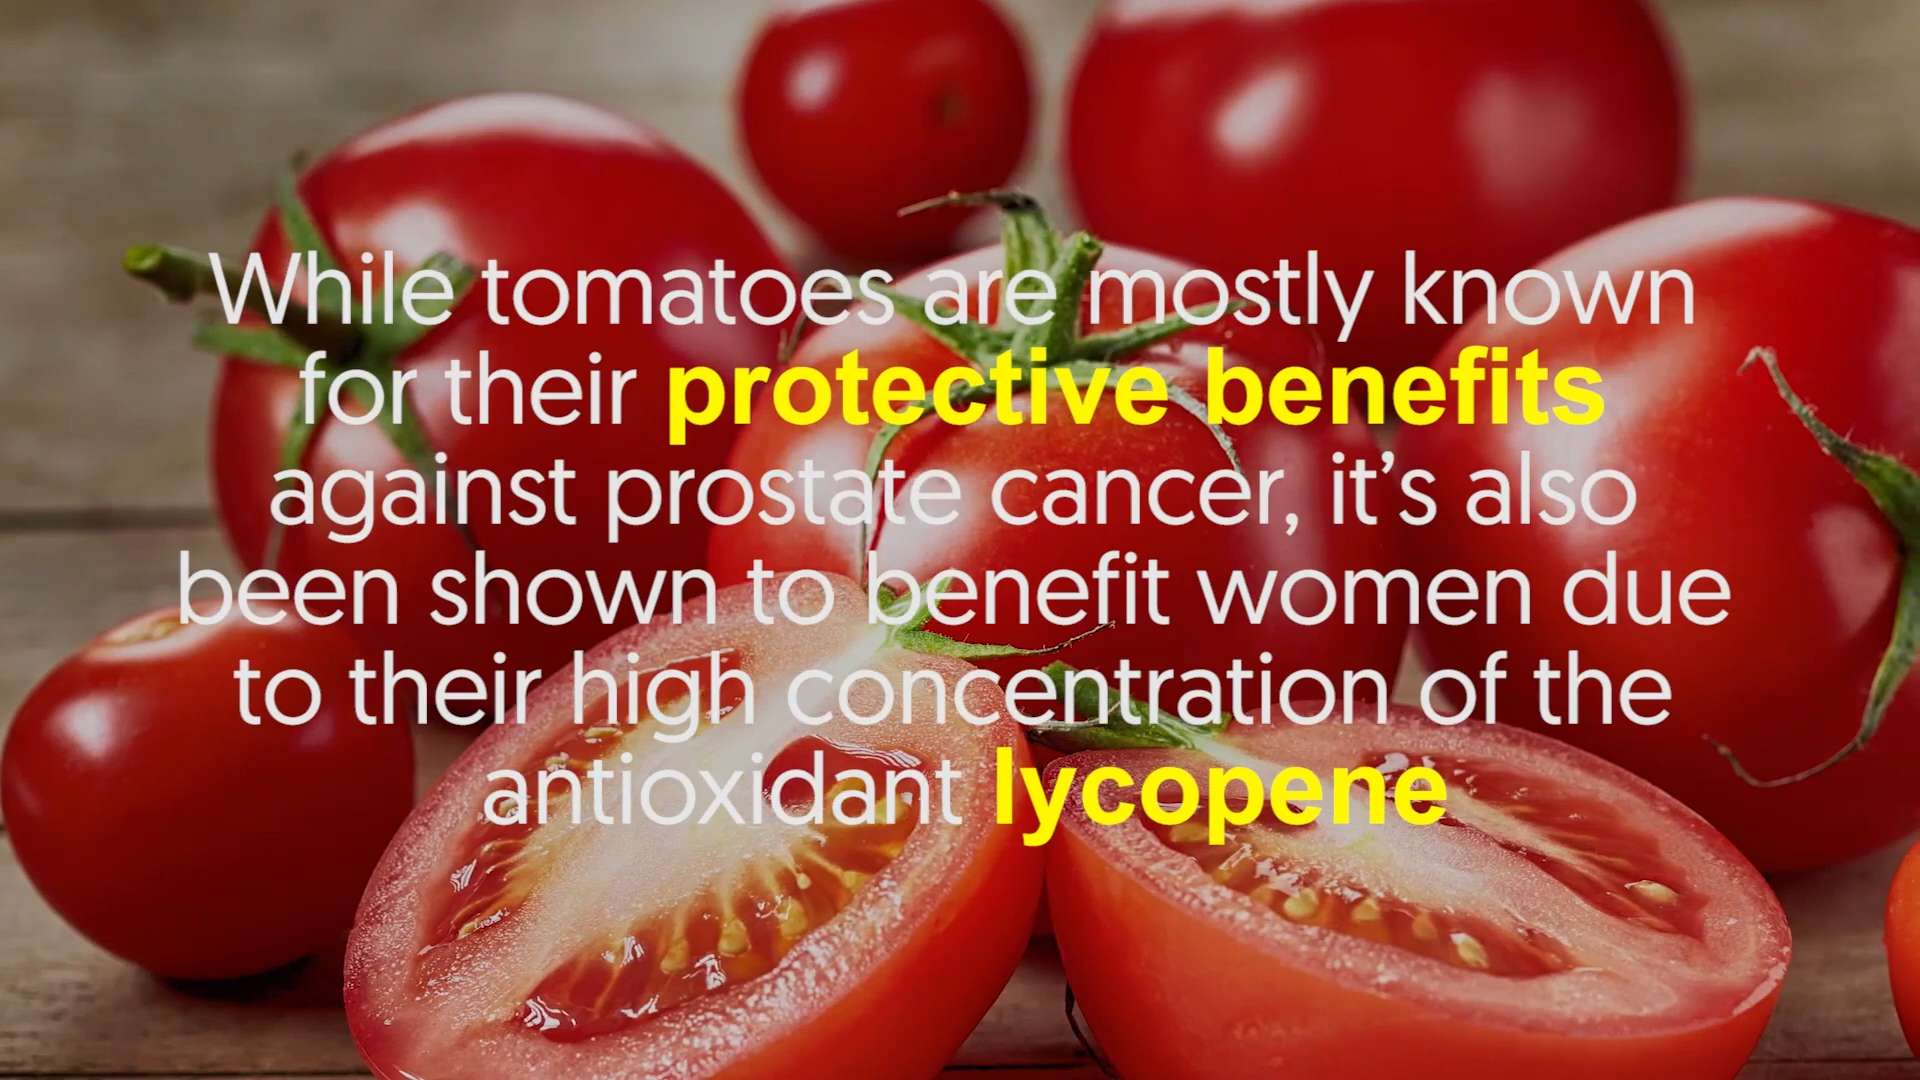 While tomatoes are mostly known
for their protective benefits
against prostate cancer, it’s also
been shown to benefit women due
to their high concentration of the
antioxidant lycopene